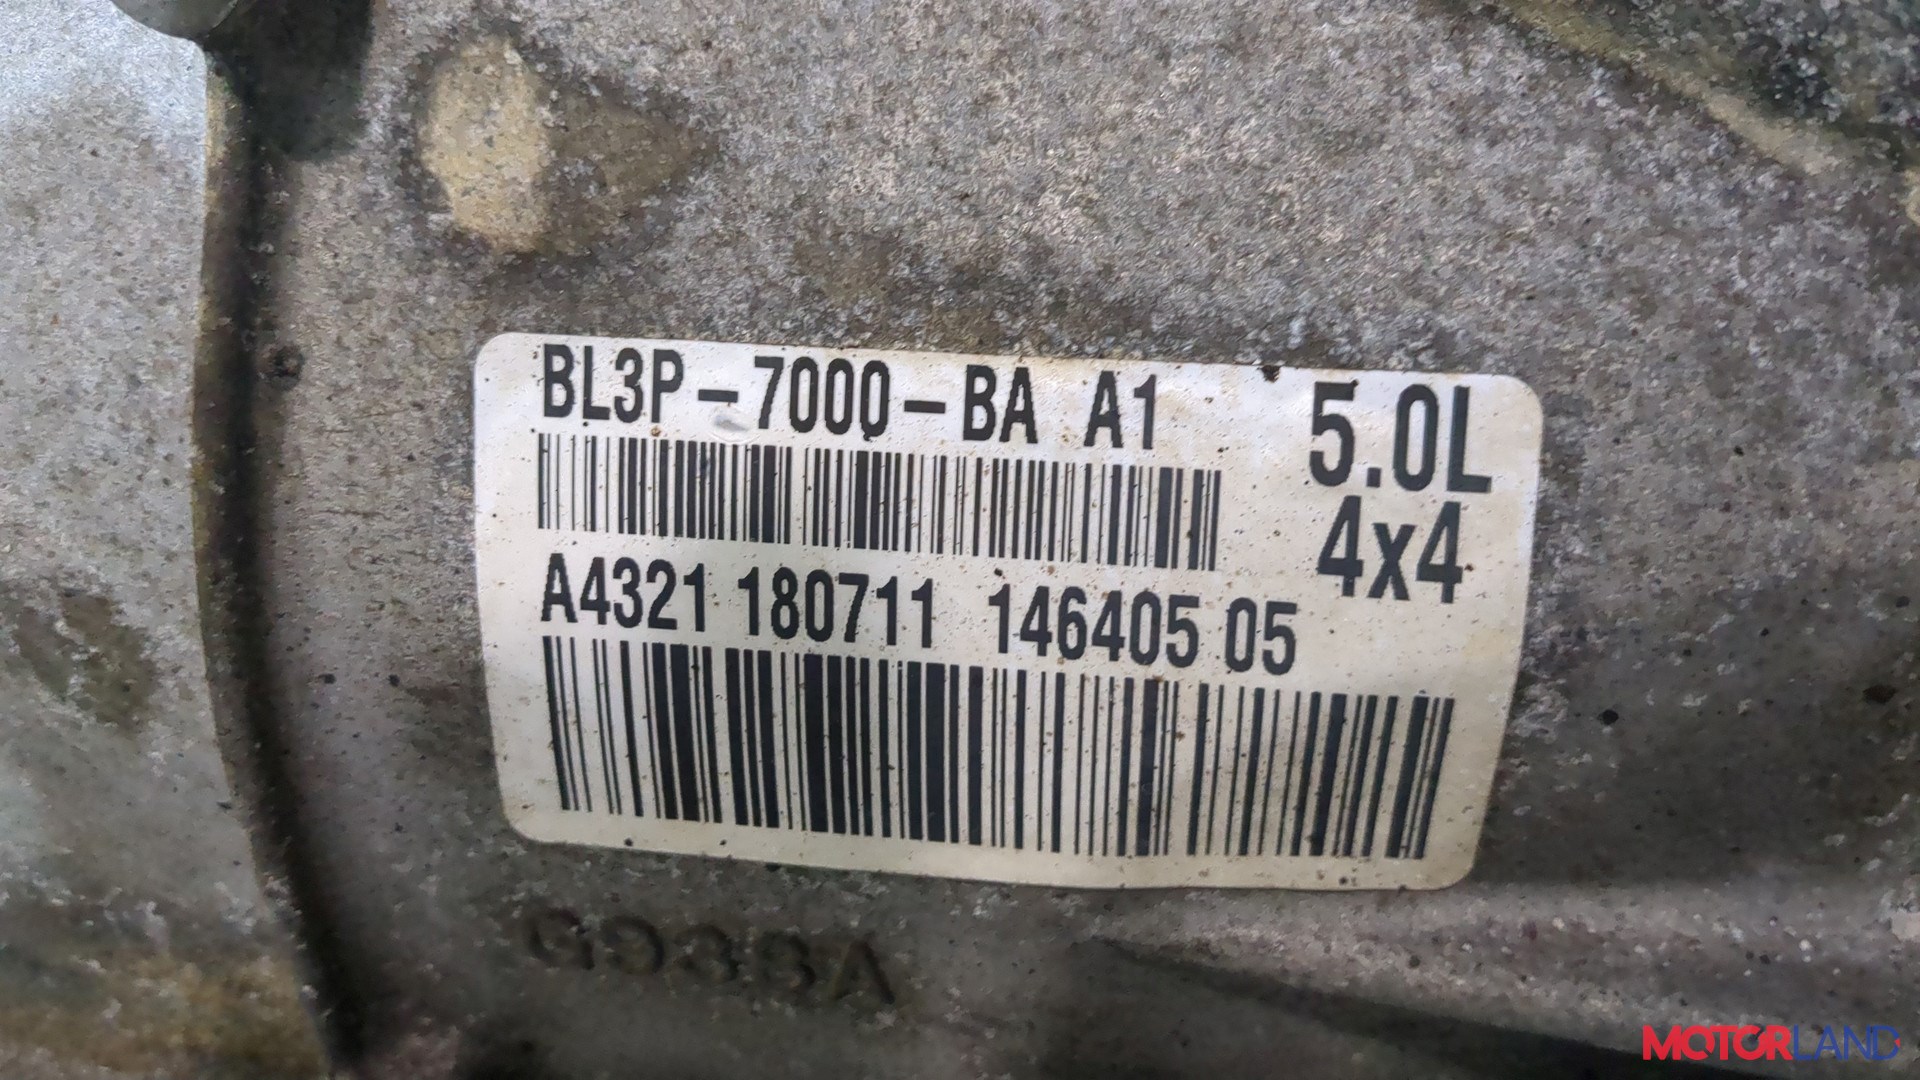 BL3P-7000-BA A1
5.0L
4x4
A4321 180711 146405 05
MOTORLAND